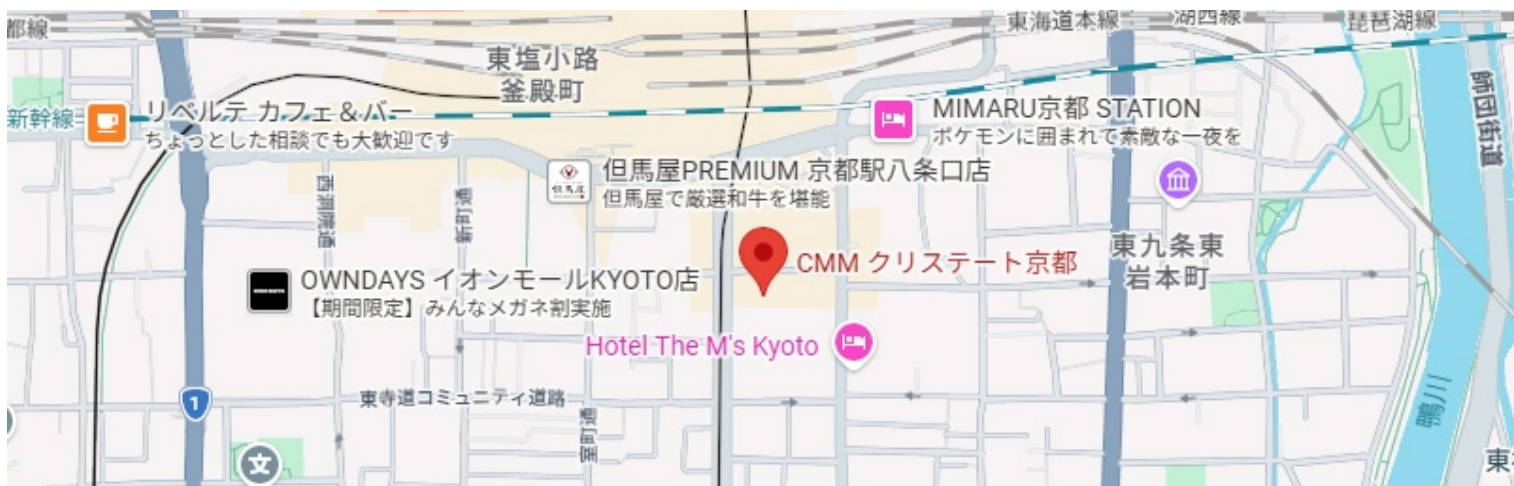 都線
東海道本線
湖西線
琵琶湖線
東塩小路
釜殿町
新幹線
リベルテ カフェ&バー
ちょっとした相談でも大歓迎です
MIMARU京都 STATION
ポケモンに囲まれて素敵な一夜を
師団街道
但馬屋
但馬屋PREMIUM 京都駅八条口店
但馬屋で厳選和牛を堪能
西洞院通
新町通
東九条東
岩本町
CMM クリステート京都
OWNDAYS イオンモールKYOTO店
【期間限定】みんなメガネ割実施
Hotel The M's Kyoto
1
東寺道コミュニティ道路
室町通
鴨川
文
東